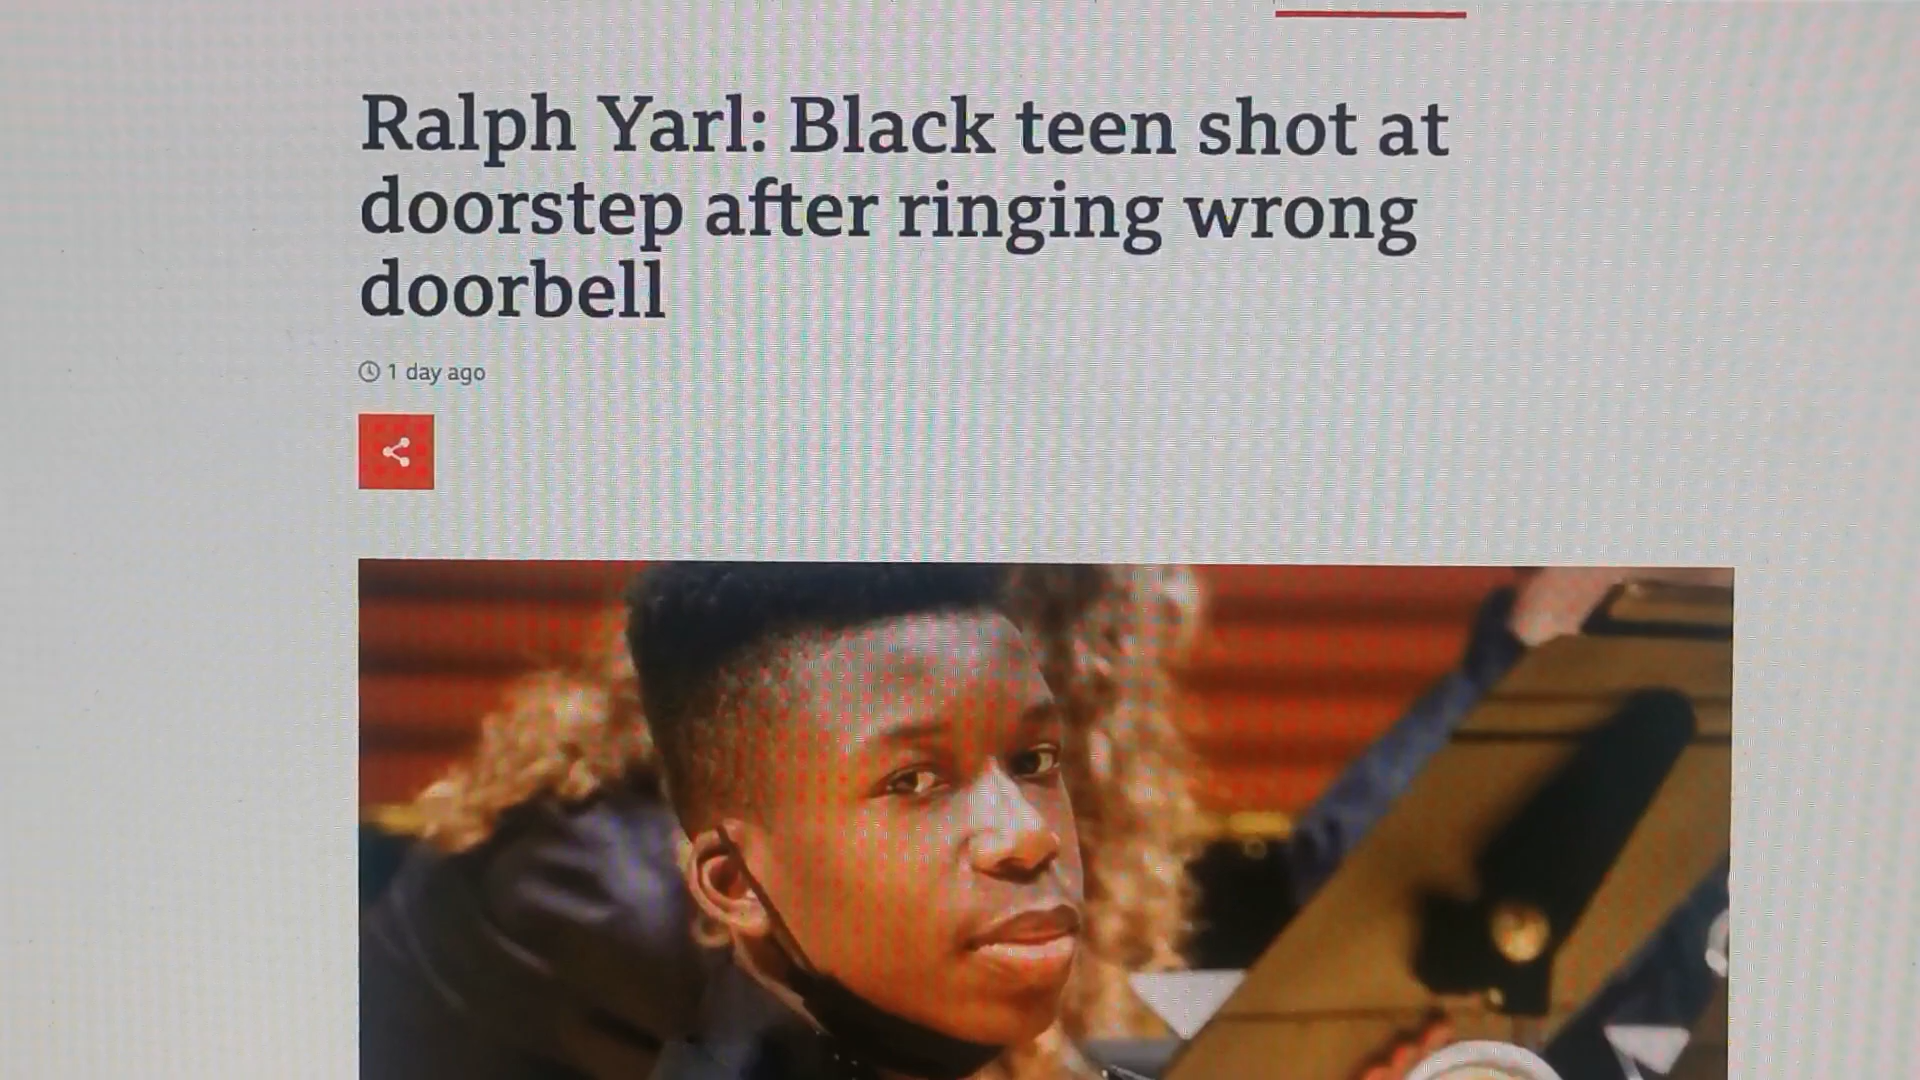 Ralph Yarl: Black teen shot at
doorstep after ringing wrong
doorbell
1 day ago